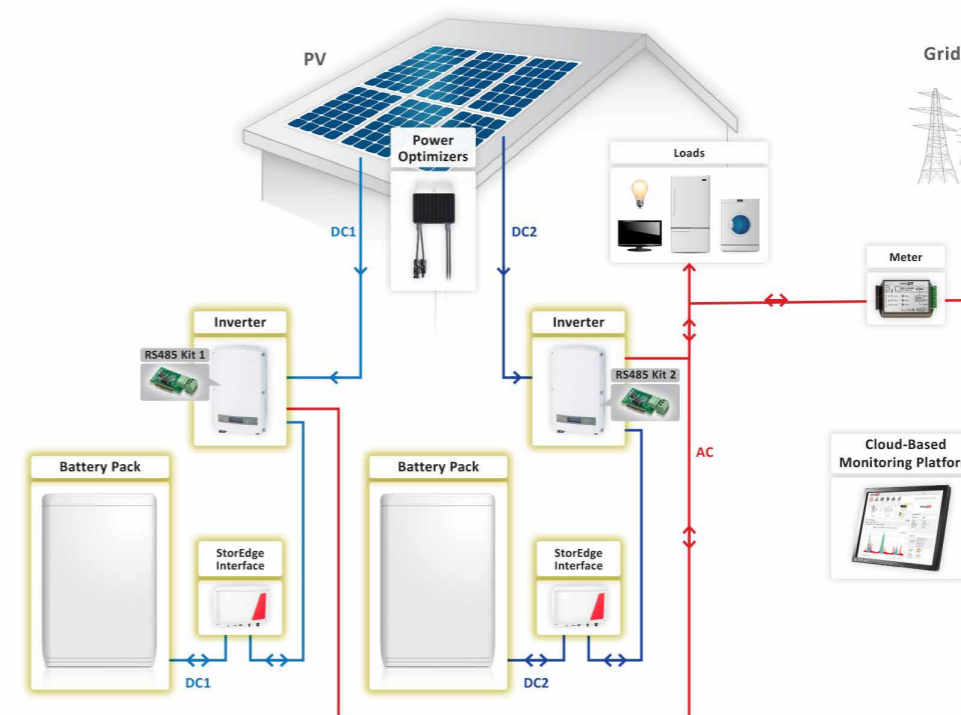 PV
Grid
Power
Optimizers
Loads
DC1
DC2
Meter
Inverter
Inverter
RS485 Kit 1
RS485 Kit 2
AC
Cloud-Based
Monitoring Platfor
Battery Pack
Battery Pack
StorEdge
Interface
StorEdge
Interface
DC1
DC2